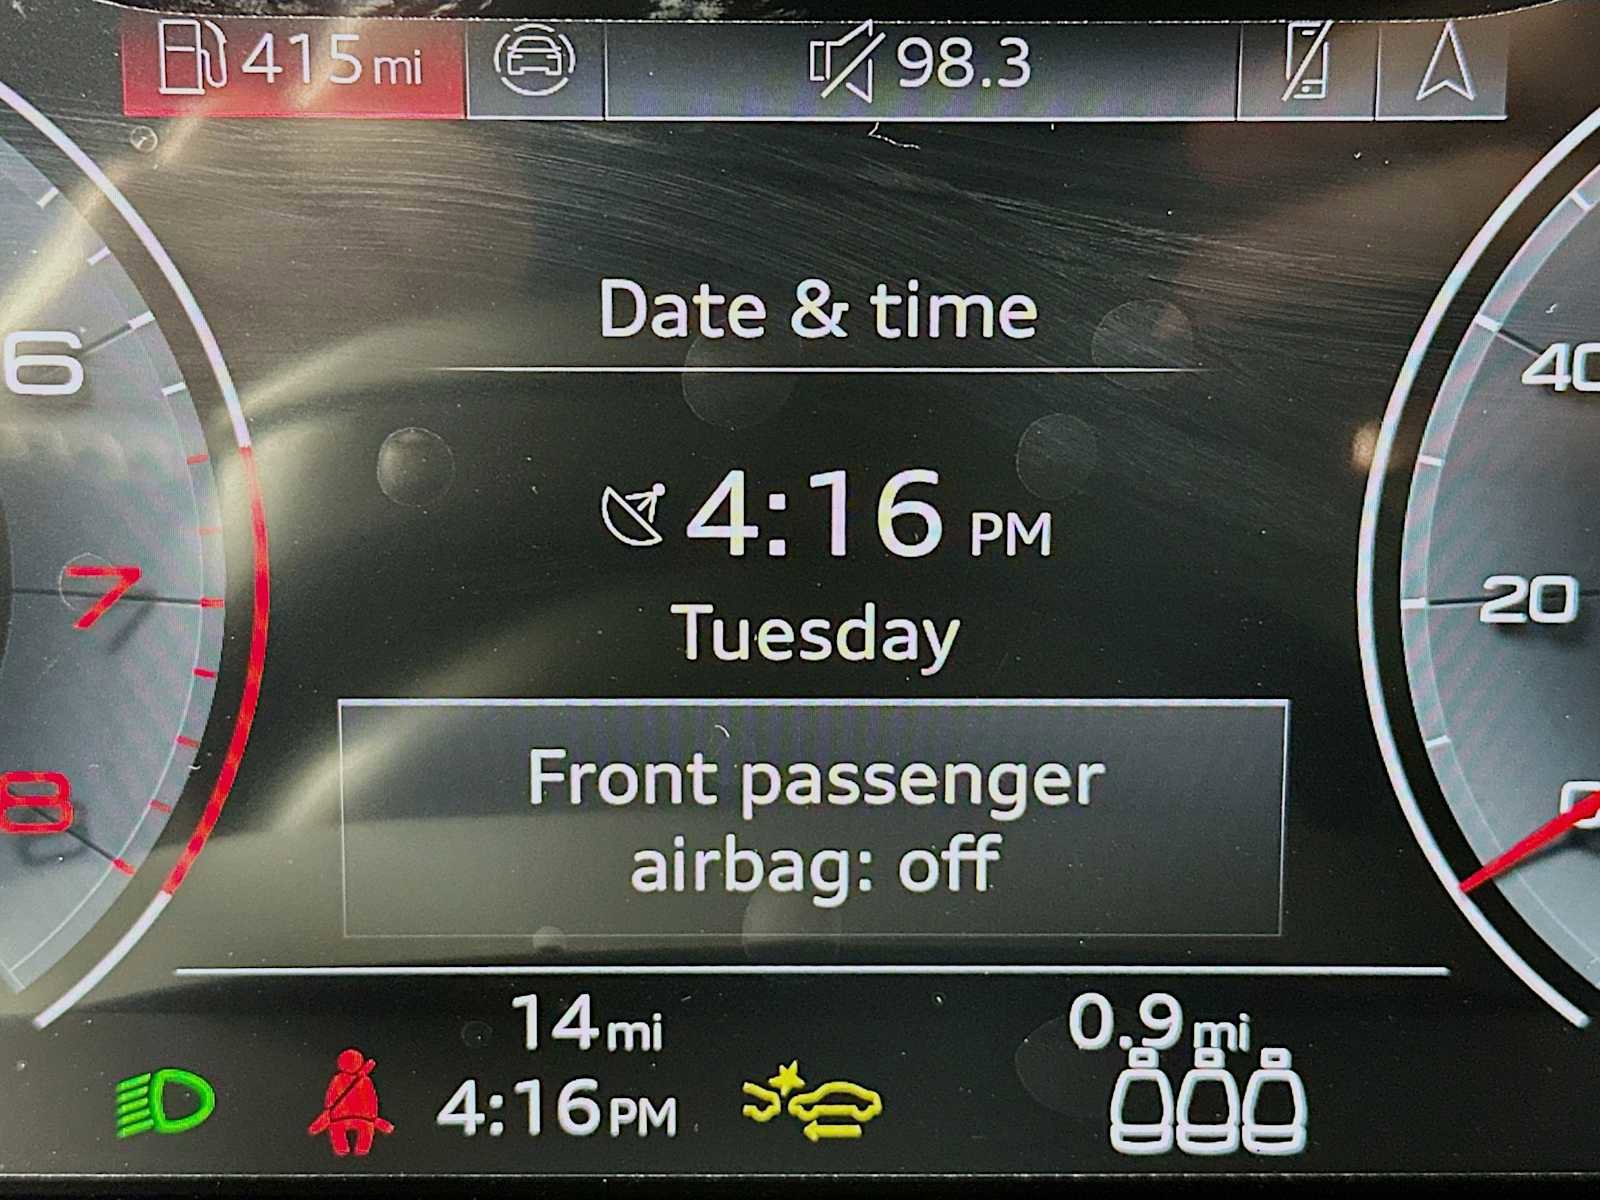 415 mi
98.3
Date & time
6
40
4:16 PM
7
20
Tuesday
Front passenger
airbag: off
8
0
14 mi
0.9 mi
4:16 PM